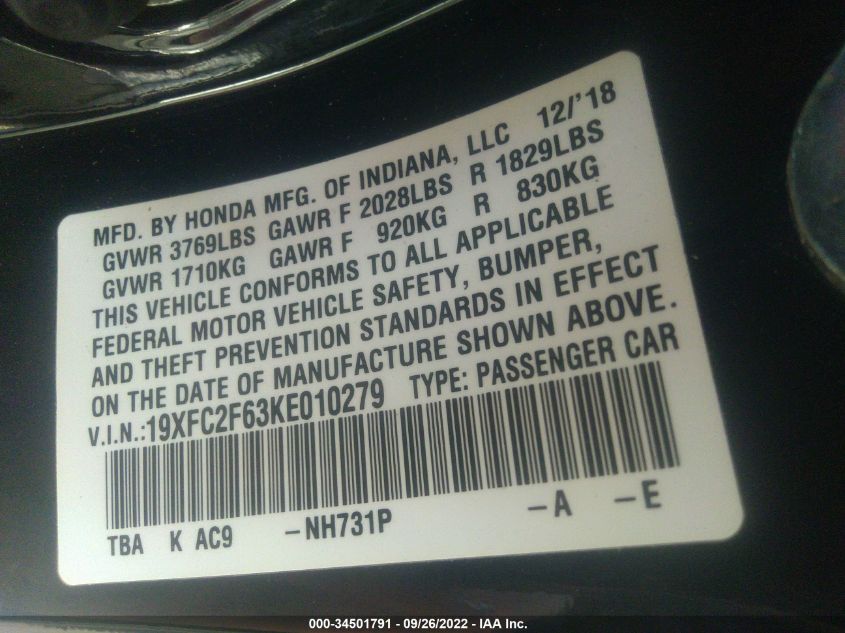 MFD. BY HONDA MFG. OF INDIANA, LLC 12/'18
GVWR 3769LBS GAWR F 2028LBS R 1829LBS
GVWR 1710KG GAWR F 920KG R 830KG
THIS VEHICLE CONFORMS TO ALL APPLICABLE
FEDERAL MOTOR VEHICLE SAFETY, BUMPER,
AND THEFT PREVENTION STANDARDS IN EFFECT
ON THE DATE OF MANUFACTURE SHOWN ABOVE.
V.I.N.:19XFC2F63KE010279 TYPE: PASSENGER CAR
TBA K AC9 -NH731P -A -E
000-34501791 - 09/26/2022 - IAA Inc.